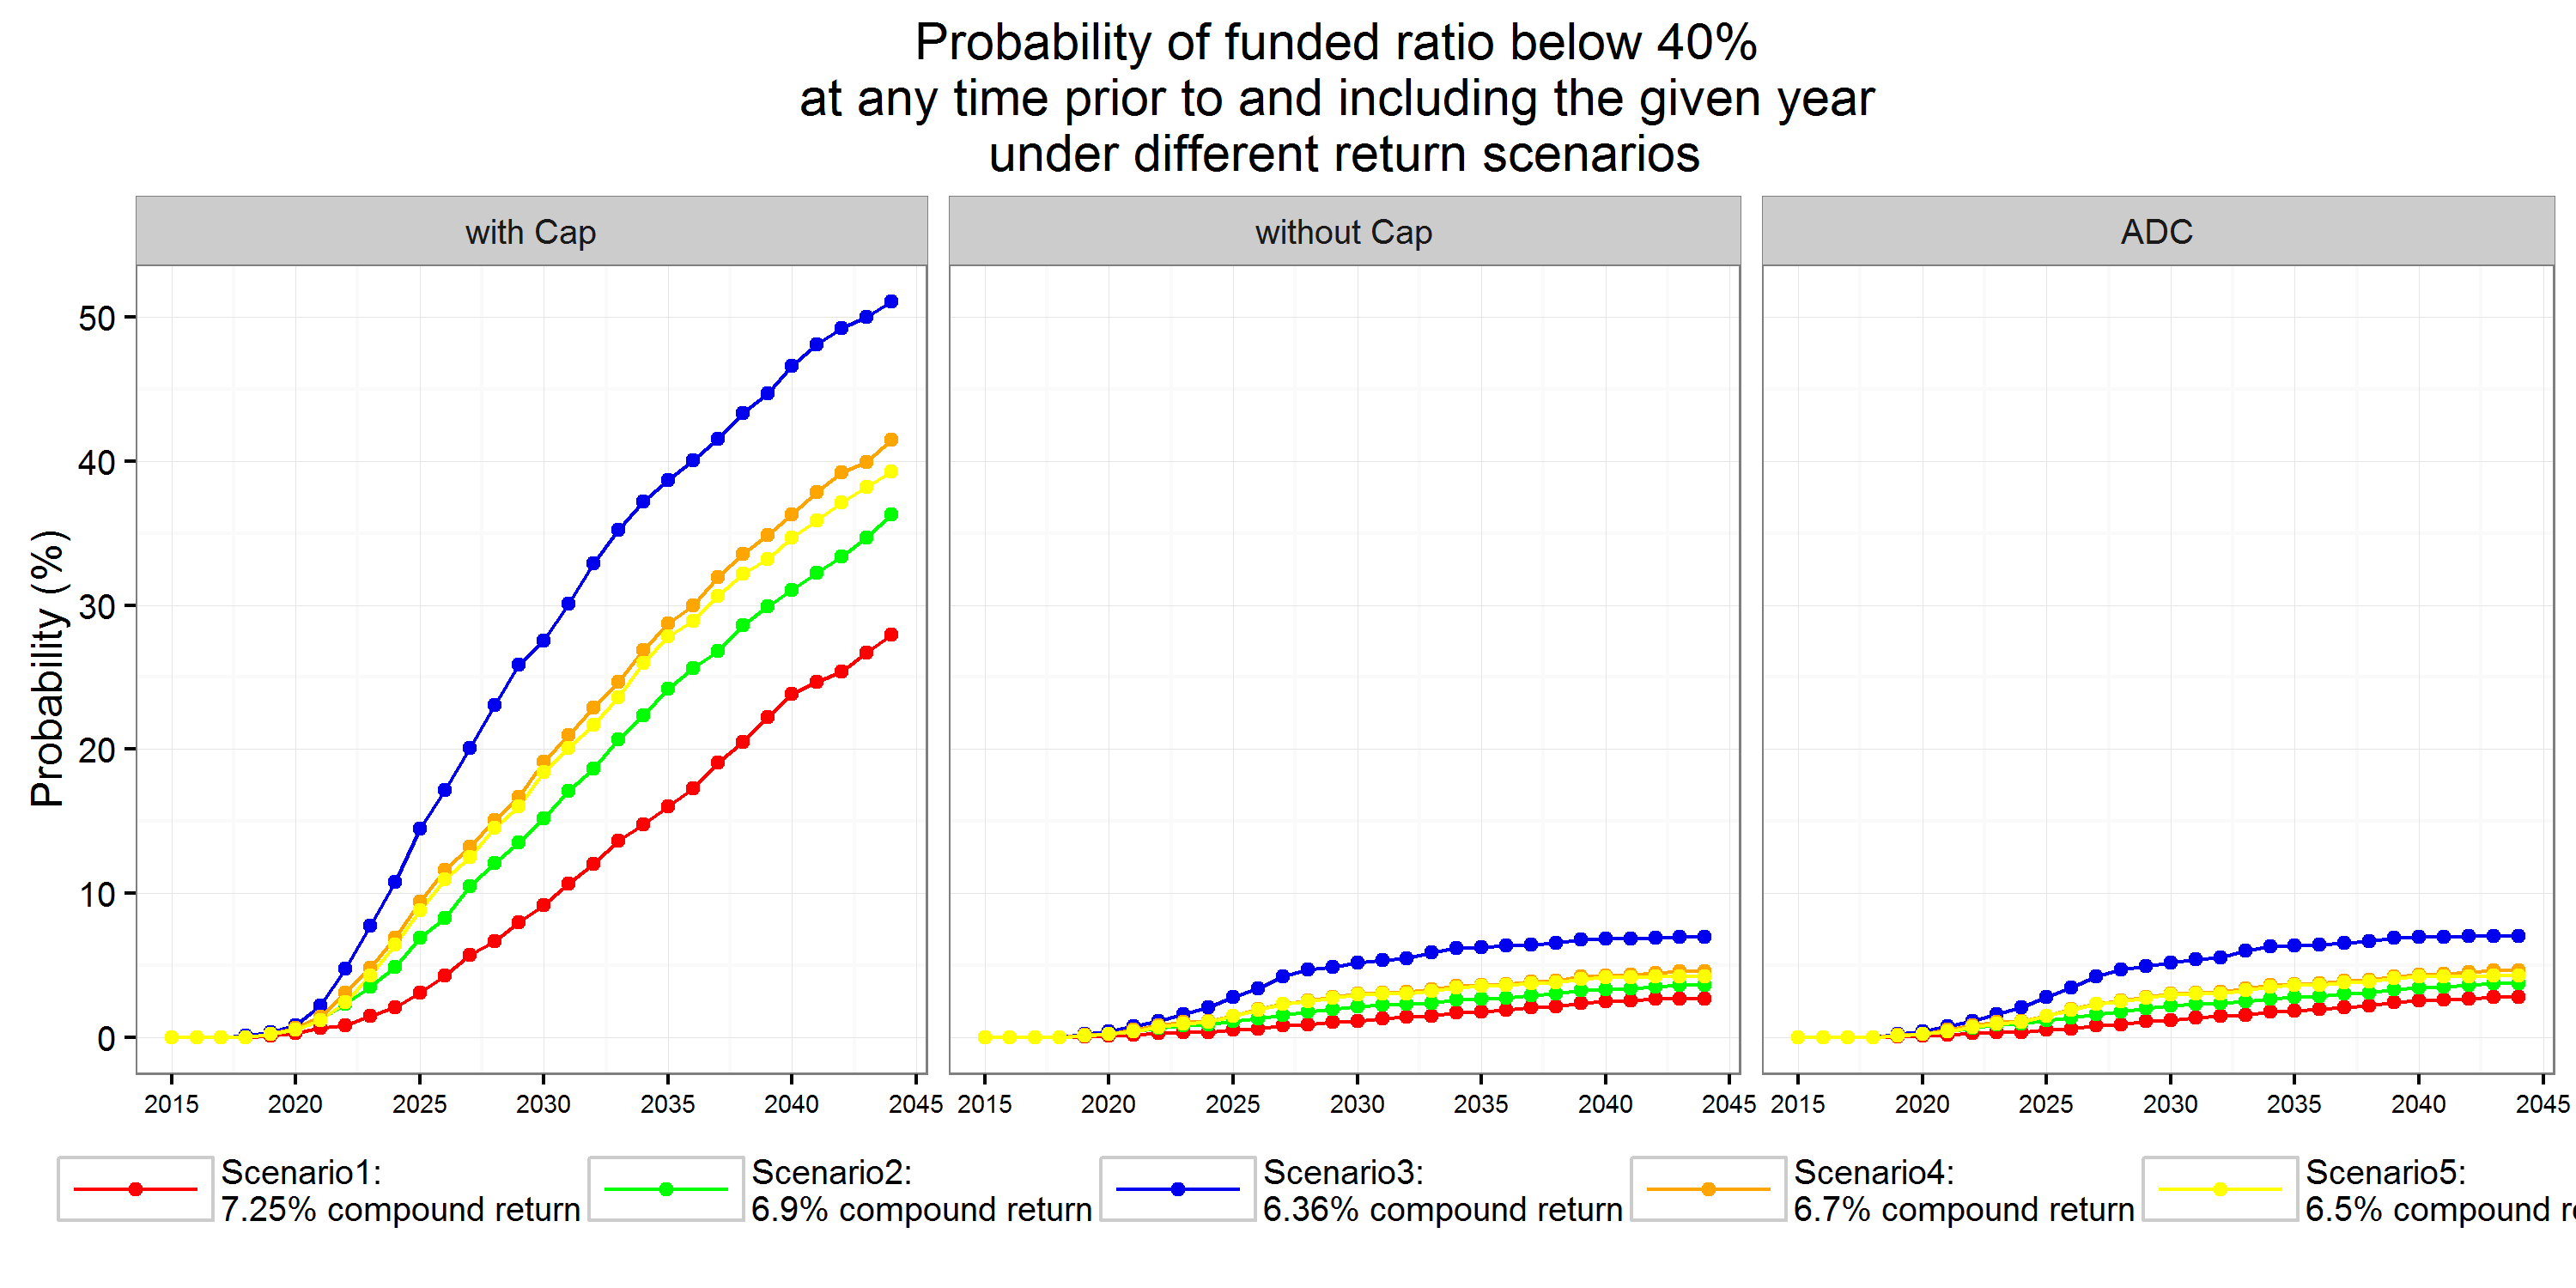 Probability of funded ratio below 40%
at any time prior to and including the given year
under different return scenarios
with Cap
without Cap
ADC
Probability (%)
50
40
30
20
10
0
2015 2020 2025 2030 2035 2040 2045
2015 2020 2025 2030 2035 2040 2045
2015 2020 2025 2030 2035 2040 2045
Scenario1:
7.25% compound return
Scenario2:
6.9% compound return
Scenario3:
6.36% compound return
Scenario4:
6.7% compound return
Scenario5:
6.5% compound